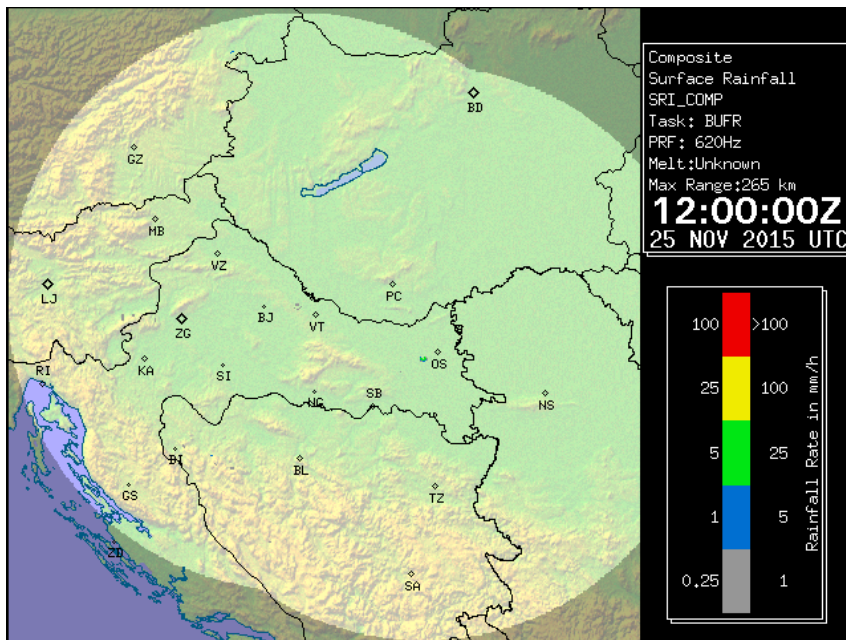 Composite
Surface Rainfall
SRI_COMP
Task: BUFR
PRF: 620Hz
Melt:Unknown
Max Range:265 km
12:00:00Z
25 NOV 2015 UTC
BD
GZ
MB
VZ
LJ
PC
ZG
BJ
VT
RI
KA
SI
OS
NG
SB
NS
BI
BL
GS
TZ
ZD
SA
100 >100
25 100
5 25
1 5
0.25 1
Rainfall Rate in mm/h